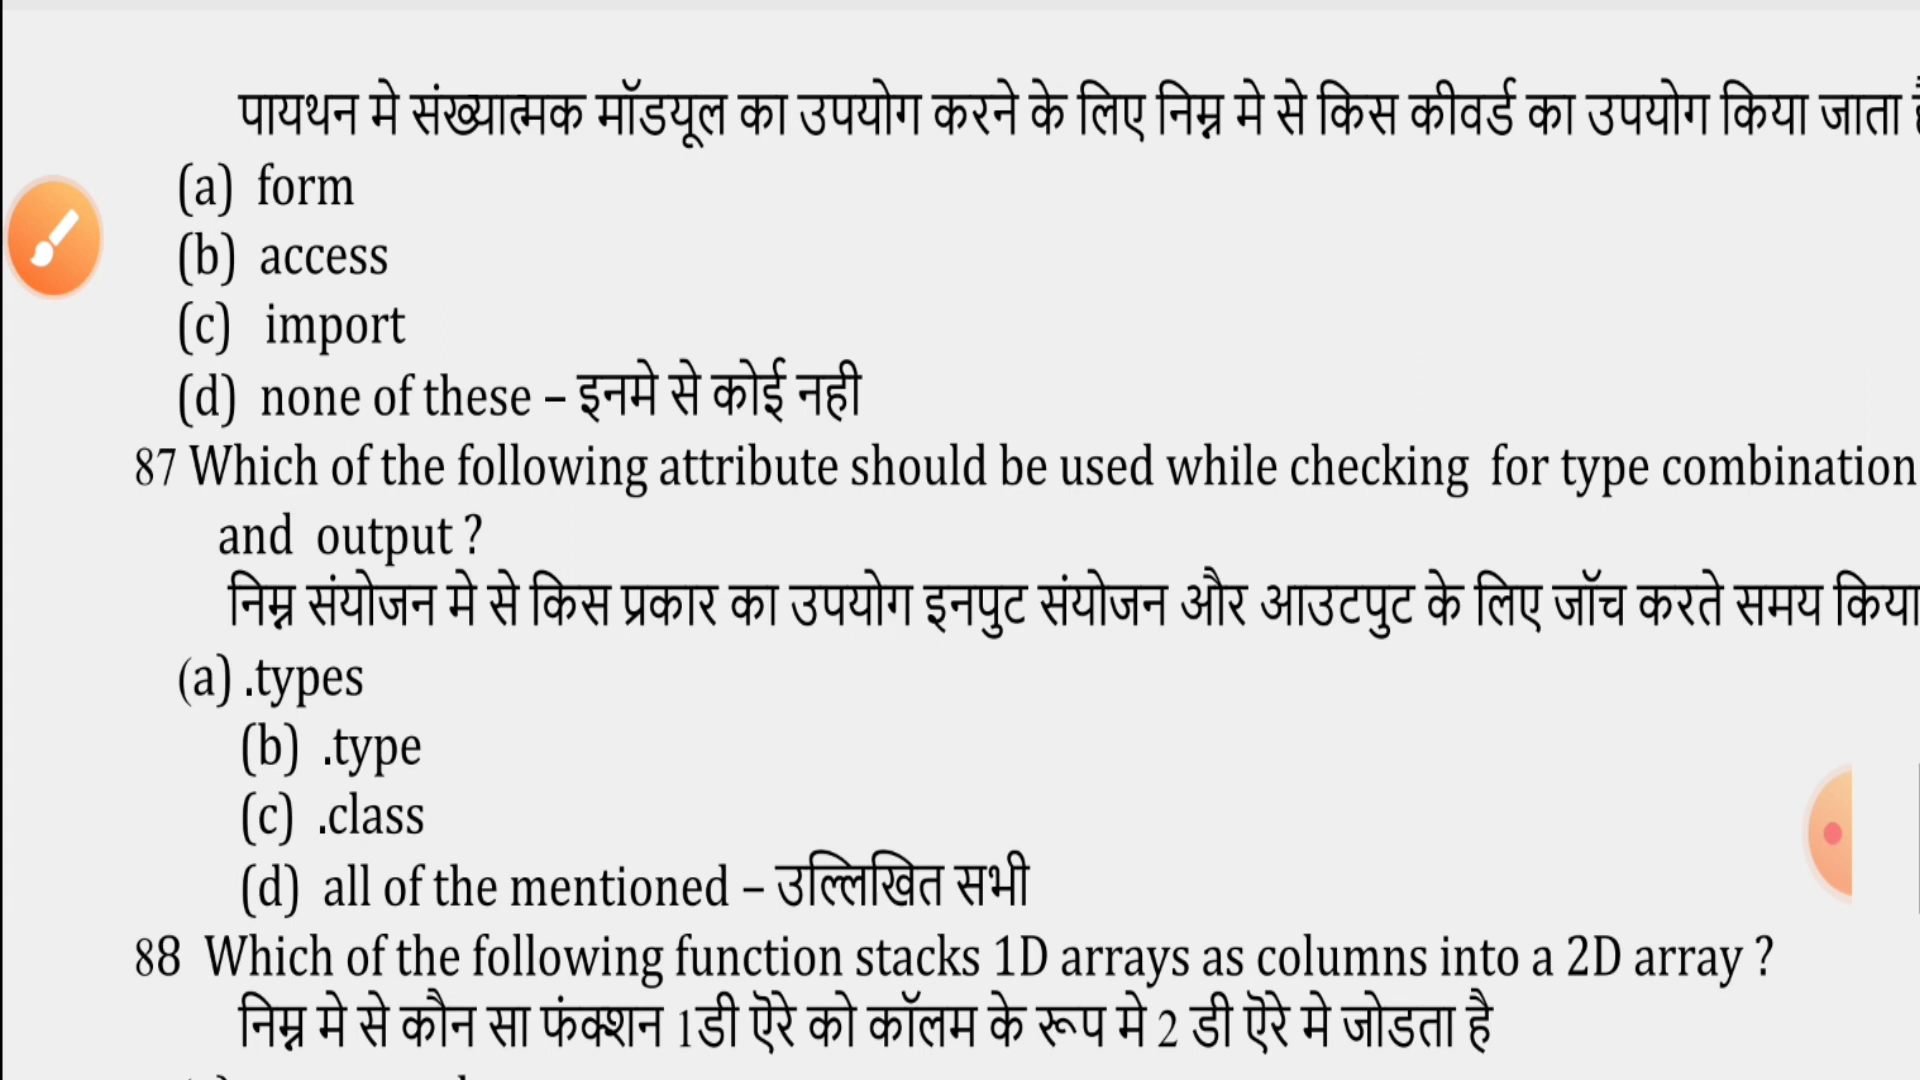 पायथन मे संख्यात्मक मॉडयूल का उपयोग करने के लिए निम्न मे से किस कीवर्ड का उपयोग किया जाता
(a) form
(b) access
(c) import
(d) none of these – इनमे से कोई नही
87 Which of the following attribute should be used while checking for type combination
and output ?
निम्न संयोजन मे से किस प्रकार का उपयोग इनपुट संयोजन और आउटपुट के लिए जॉच करते समय किया
(a) .types
(b) .type
(c) .class
(d) all of the mentioned – उल्लिखित सभी
88 Which of the following function stacks 1D arrays as columns into a 2D array ?
निम्न मे से कौन सा फंक्शन 1डी ऐरे को कॉलम के रूप मे 2 डी ऐरे मे जोडता है